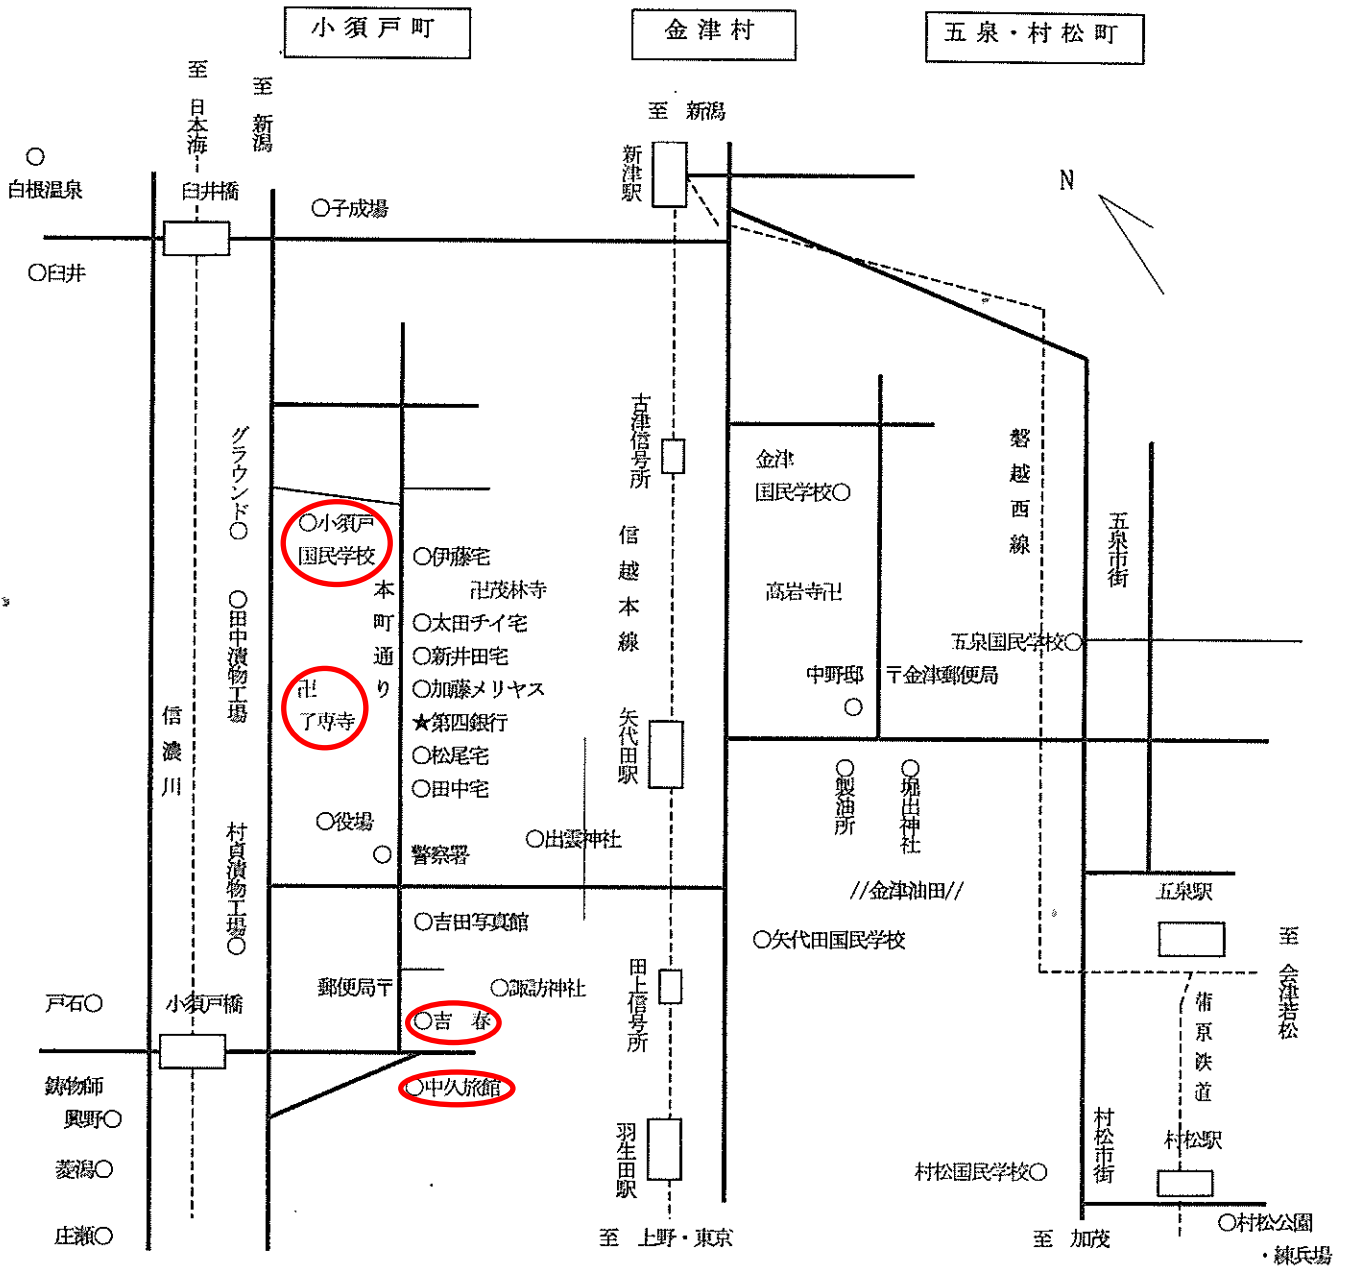 小須戸町
金津村
五泉・村松町
至 日本海
至 新潟
至 新潟
新津駅
N
○
白根温泉
臼井橋
○子成場
○臼井
古津信号所
グラウンド○
金津
国民学校○
磐越西線
五泉市街
○小須戸
国民学校
信越本線
○伊藤宅
本町通り
卍茂林寺
高岩寺卍
○田中漬物工場
○太田チイ宅
○新井田宅
五泉国民学校○
卍
了専寺
○加藤メリヤス
中野邸
○
〒金津郵便局
★第四銀行
信濃川
矢代田駅
○松尾宅
○田中宅
○製油所
○堀出神社
○役場
村貞漬物工場○
○出雲神社
○
警察署
//金津油田//
五泉駅
○吉田写真館
○矢代田国民学校
至 会津若松
郵便局〒
○諏訪神社
田上信号所
戸石○
小須戸橋
○吉 春
蒲原鉄道
鋳物師
興野○
○中久旅館
羽生田駅
村松市街
村松駅
菱潟○
村松国民学校○
庄瀬○
至 上野・東京
至 加茂
○村松公園
・練兵場